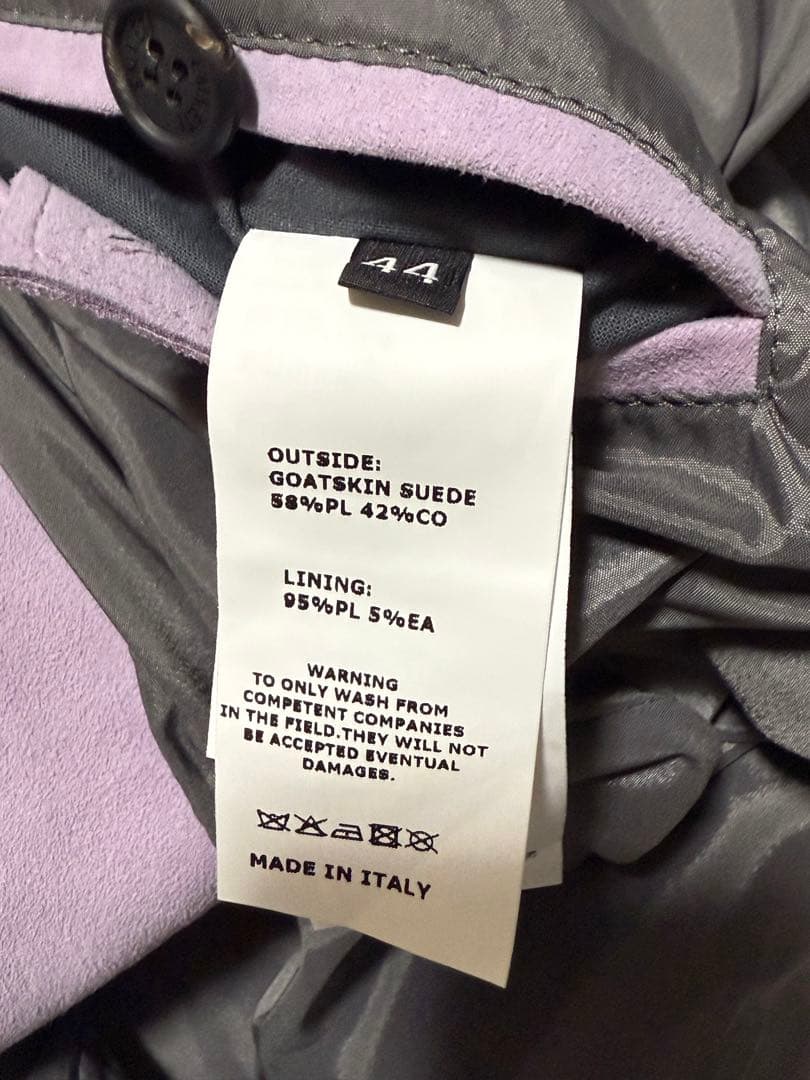 44
OUTSIDE:
GOATSKIN SUEDE
58%PL 42%CO
LINING:
95%PL 5%EA
WARNING
TO ONLY WASH FROM
COMPETENT COMPANIES
IN THE FIELD.THEY WILL NOT
BE ACCEPTED EVENTUAL
DAMAGES.
MADE IN ITALY